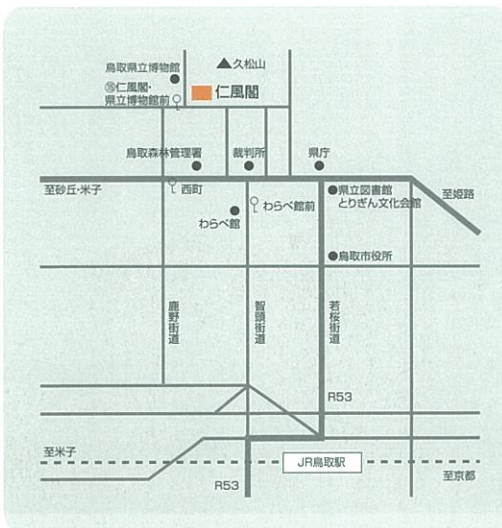 ▲久松山
鳥取県立博物館
仁風閣
仁風閣・
県立博物館前
鳥取森林管理署
裁判所
県庁
至砂丘・米子
西町
わらべ館
わらべ館前
県立図書館
とりぎん文化会館
至姫路
鳥取市役所
鹿野街道
智頭街道
若桜街道
R53
至米子
JR鳥取駅
至京都
R53